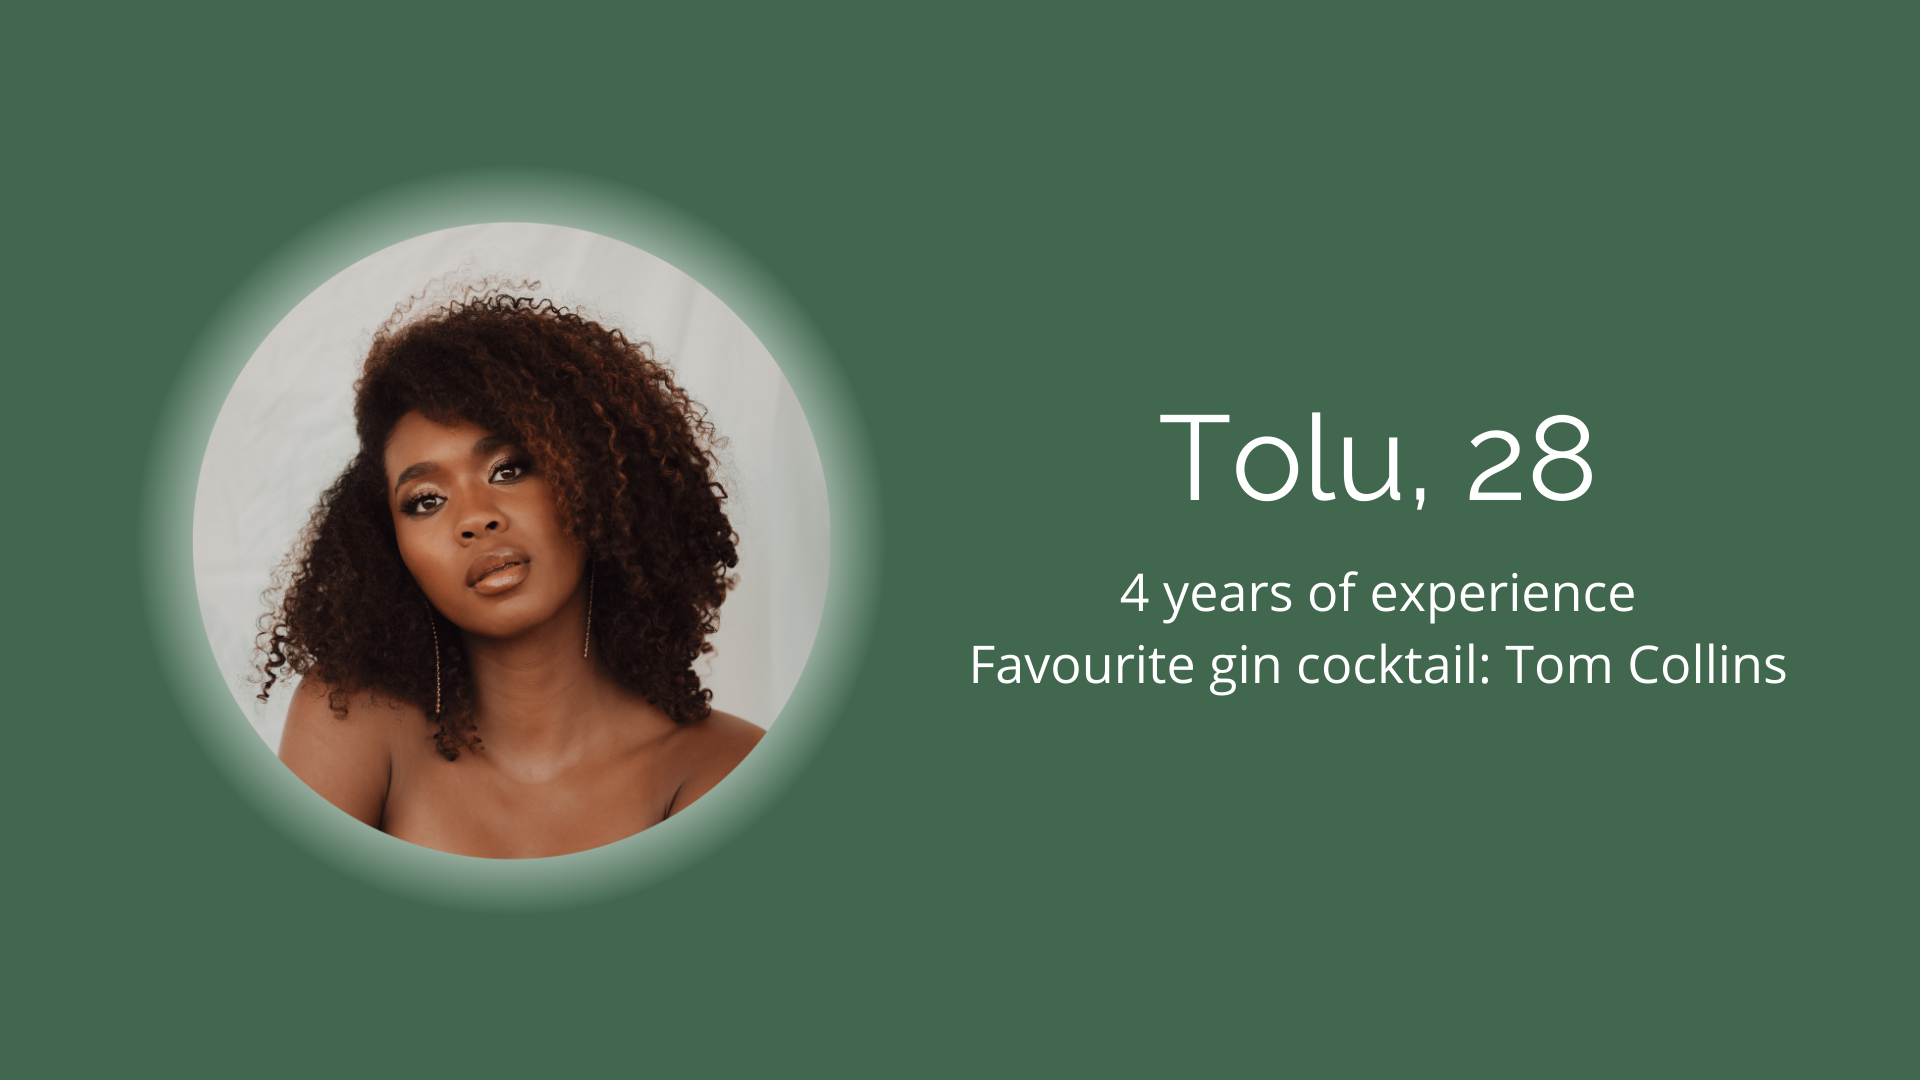 Tolu, 28
4 years of experience
Favourite gin cocktail: Tom Collins